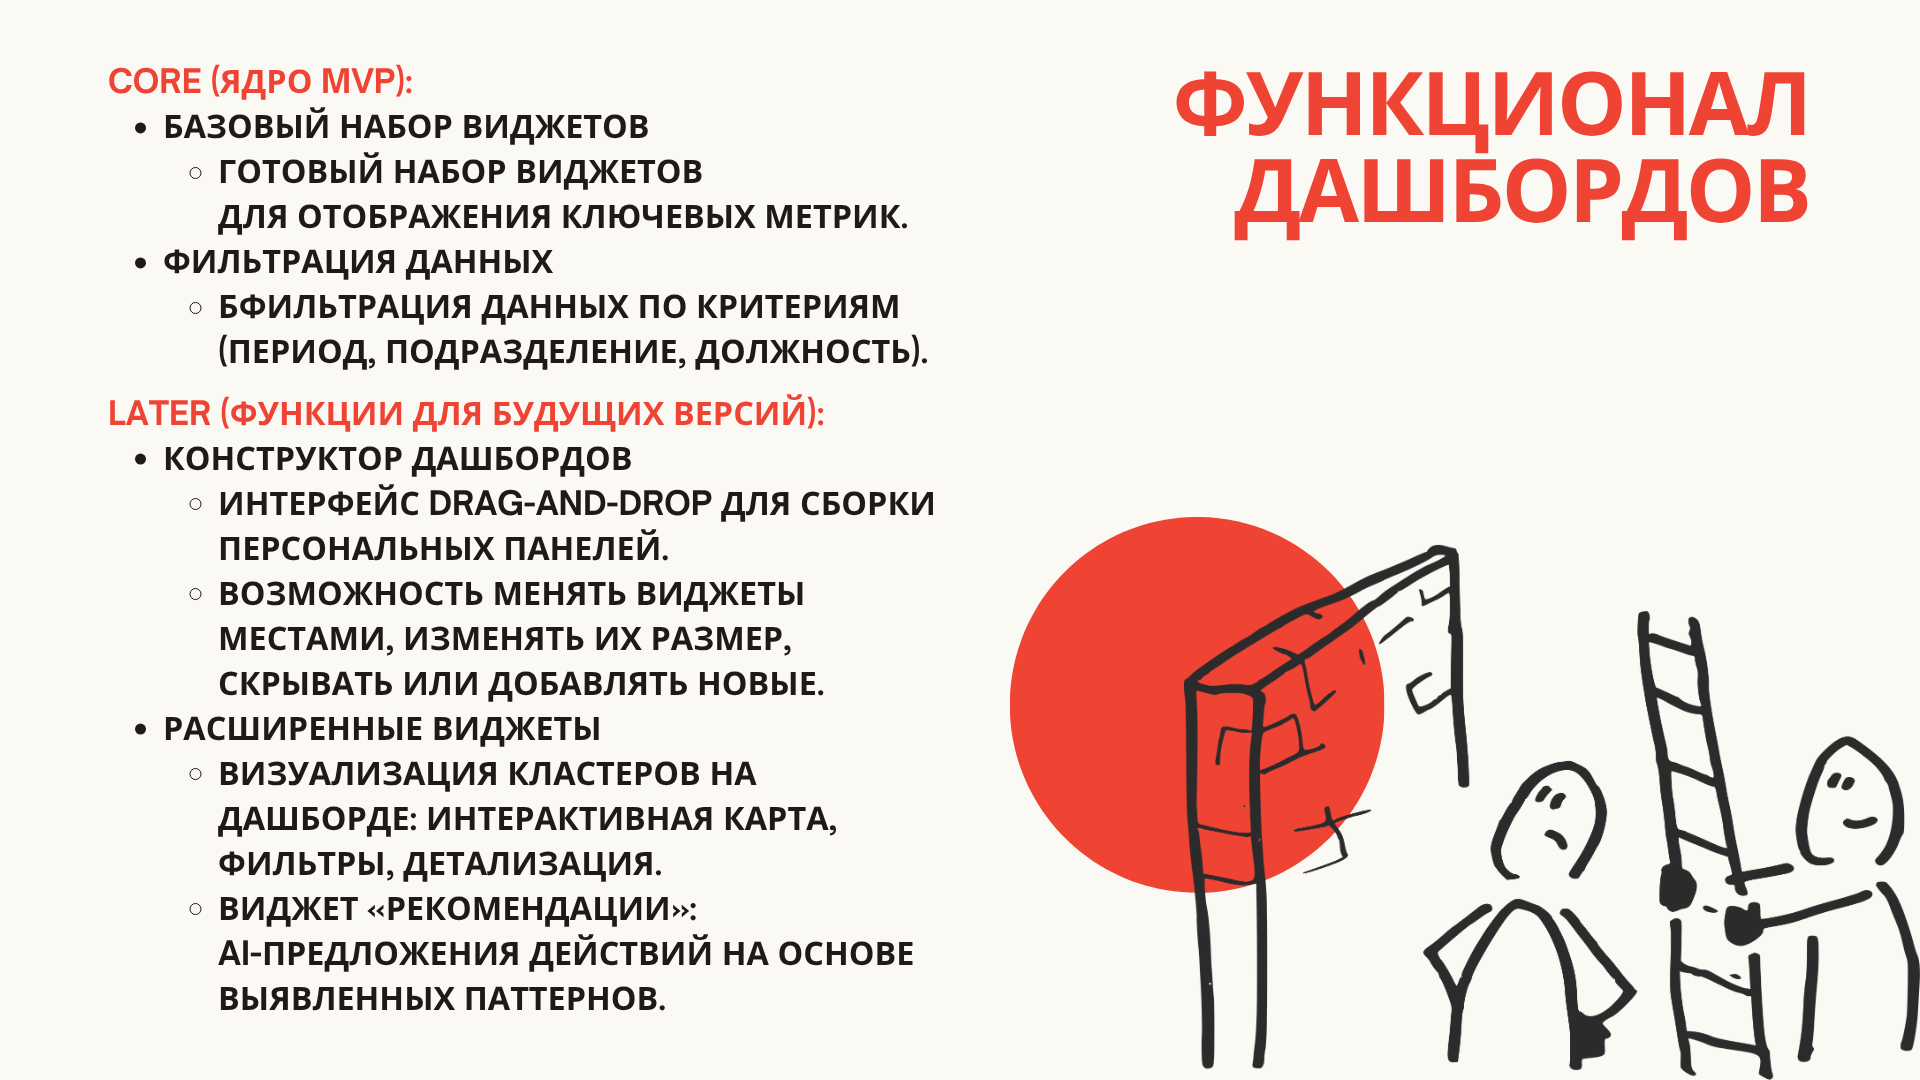 CORE (ЯДРО MVP):
• БАЗОВЫЙ НАБОР ВИДЖЕТОВ
○ ГОТОВЫЙ НАБОР ВИДЖЕТОВ
ДЛЯ ОТОБРАЖЕНИЯ КЛЮЧЕВЫХ МЕТРИК.
• ФИЛЬТРАЦИЯ ДАННЫХ
○ БФИЛЬТРАЦИЯ ДАННЫХ ПО КРИТЕРИЯМ
(ПЕРИОД, ПОДРАЗДЕЛЕНИЕ, ДОЛЖНОСТЬ).
LATER (ФУНКЦИИ ДЛЯ БУДУЩИХ ВЕРСИЙ):
• КОНСТРУКТОР ДАШБОРДОВ
○ ИНТЕРФЕЙС DRAG-AND-DROP ДЛЯ СБОРКИ
ПЕРСОНАЛЬНЫХ ПАНЕЛЕЙ.
○ ВОЗМОЖНОСТЬ МЕНЯТЬ ВИДЖЕТЫ
МЕСТАМИ, ИЗМЕНЯТЬ ИХ РАЗМЕР,
СКРЫВАТЬ ИЛИ ДОБАВЛЯТЬ НОВЫЕ.
• РАСШИРЕННЫЕ ВИДЖЕТЫ
○ ВИЗУАЛИЗАЦИЯ КЛАСТЕРОВ НА
ДАШБОРДЕ: ИНТЕРАКТИВНАЯ КАРТА,
ФИЛЬТРЫ, ДЕТАЛИЗАЦИЯ.
○ ВИДЖЕТ «РЕКОМЕНДАЦИИ»:
AI-ПРЕДЛОЖЕНИЯ ДЕЙСТВИЙ НА ОСНОВЕ
ВЫЯВЛЕННЫХ ПАТТЕРНОВ.
ФУНКЦИОНАЛ
ДАШБОРДОВ